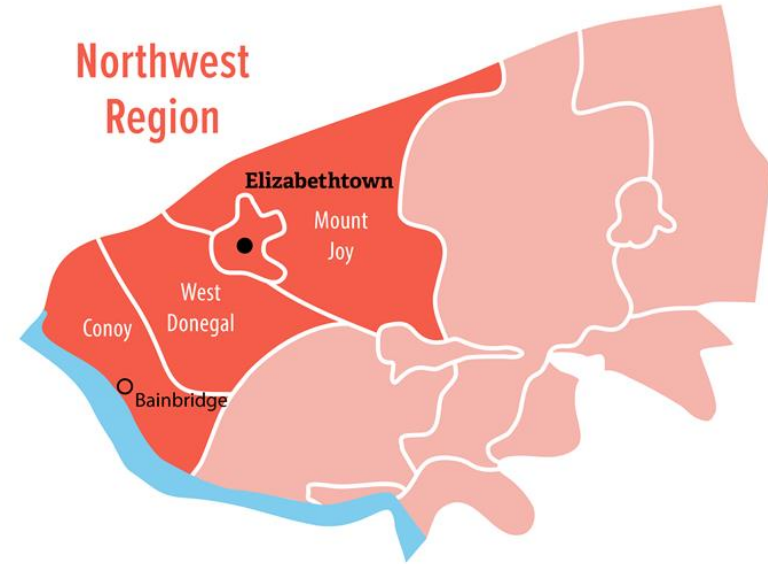 Northwest
Region
Elizabethtown
Mount
Joy
West
Donegal
Conoy
Bainbridge